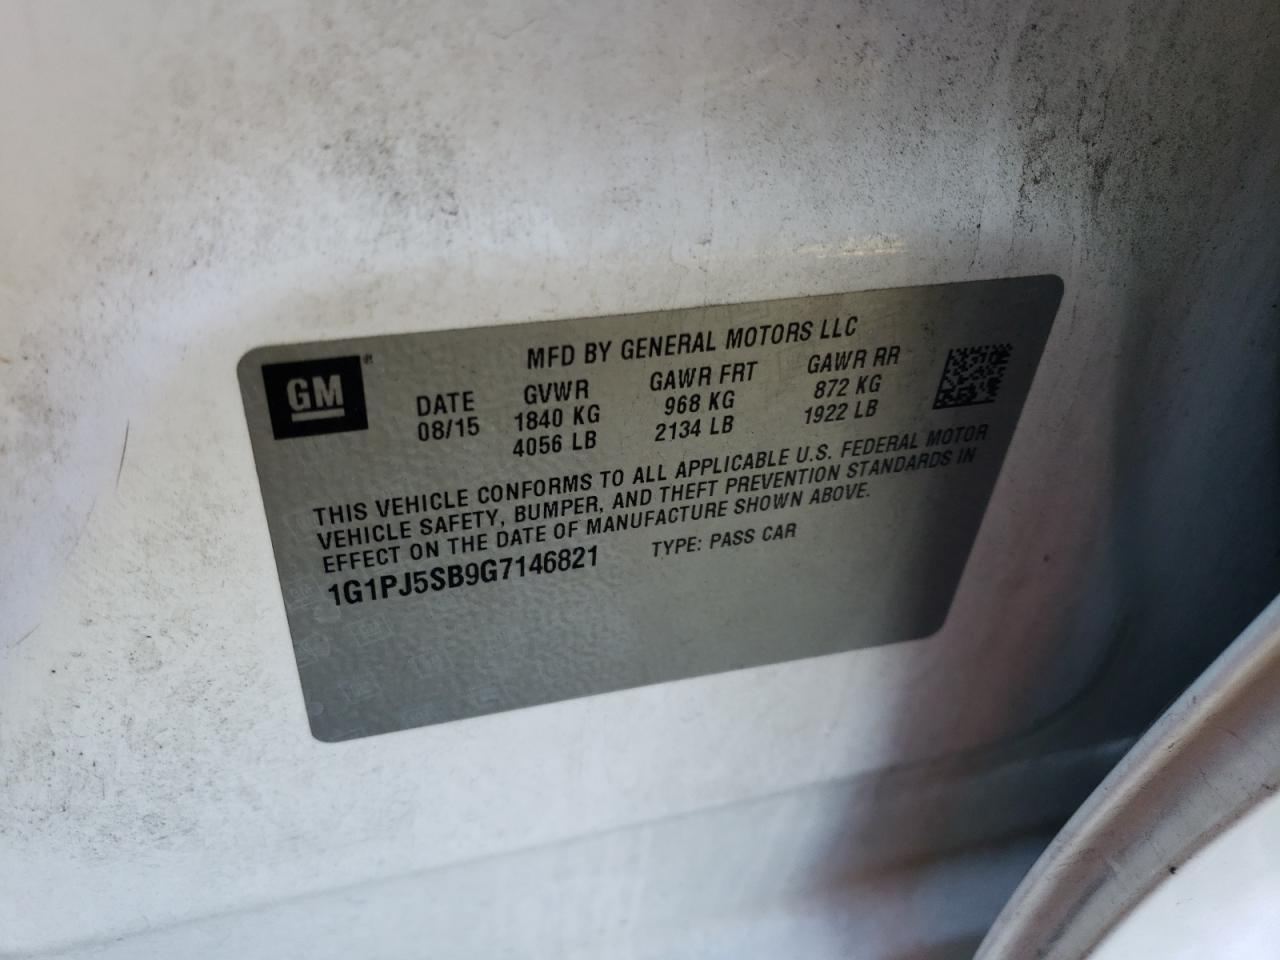 GM ®
MFD BY GENERAL MOTORS LLC
DATE GVWR GAWR FRT GAWR RR
08/15 1840 KG 968 KG 872 KG
4056 LB 2134 LB 1922 LB
THIS VEHICLE CONFORMS TO ALL APPLICABLE U.S. FEDERAL MOTOR
VEHICLE SAFETY, BUMPER, AND THEFT PREVENTION STANDARDS IN
EFFECT ON THE DATE OF MANUFACTURE SHOWN ABOVE.
1G1PJ5SB9G7146821 TYPE: PASS CAR